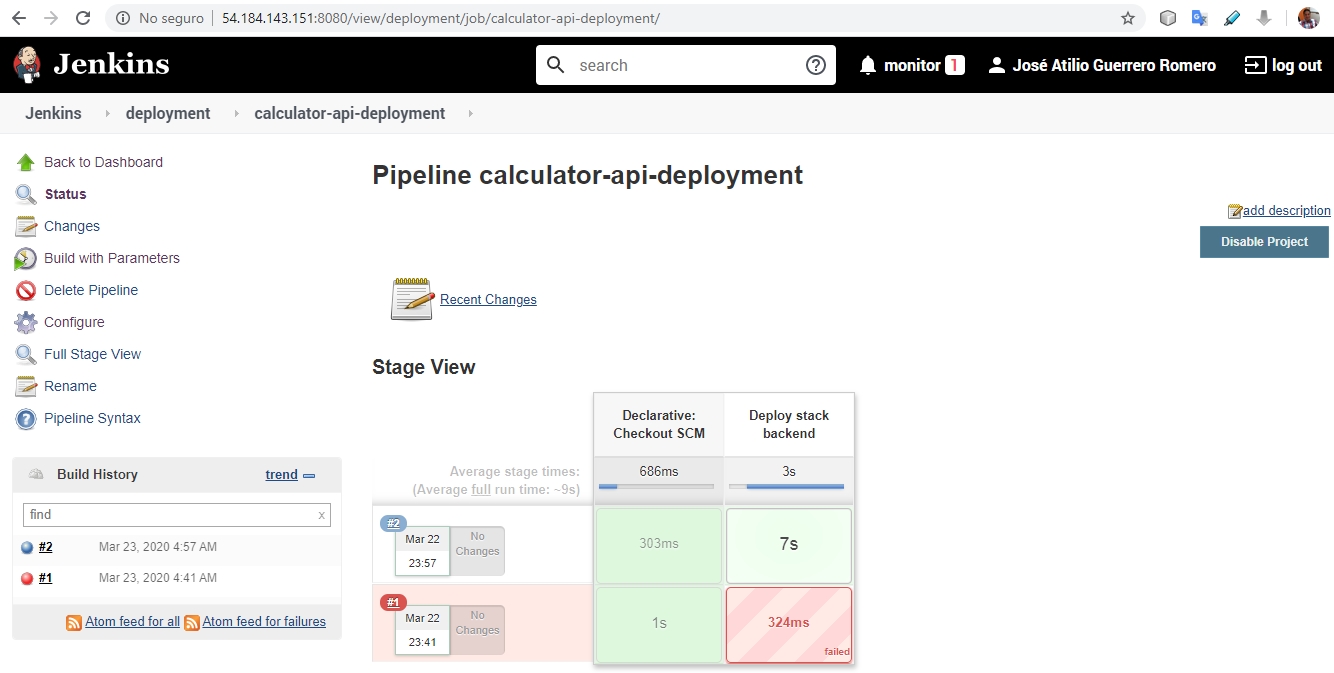 No seguro | 54.184.143.151:8080/view/deployment/job/calculator-api-deployment/
Jenkins
search
monitor 1
José Atilio Guerrero Romero
log out
Jenkins
deployment
calculator-api-deployment
Back to Dashboard
Status
Changes
Build with Parameters
Delete Pipeline
Configure
Full Stage View
Rename
Pipeline Syntax
Build History
trend
find
x
#2 Mar 23, 2020 4:57 AM
#1 Mar 23, 2020 4:41 AM
Atom feed for all
Atom feed for failures
Pipeline calculator-api-deployment
add description
Disable Project
Recent Changes
Stage View
Declarative:
Checkout SCM
Deploy stack
backend
Average stage times:
(Average full run time: ~9s)
686ms
3s
#2
Mar 22
23:57
No
Changes
303ms
7s
#1
Mar 22
23:41
No
Changes
1s
324ms
failed